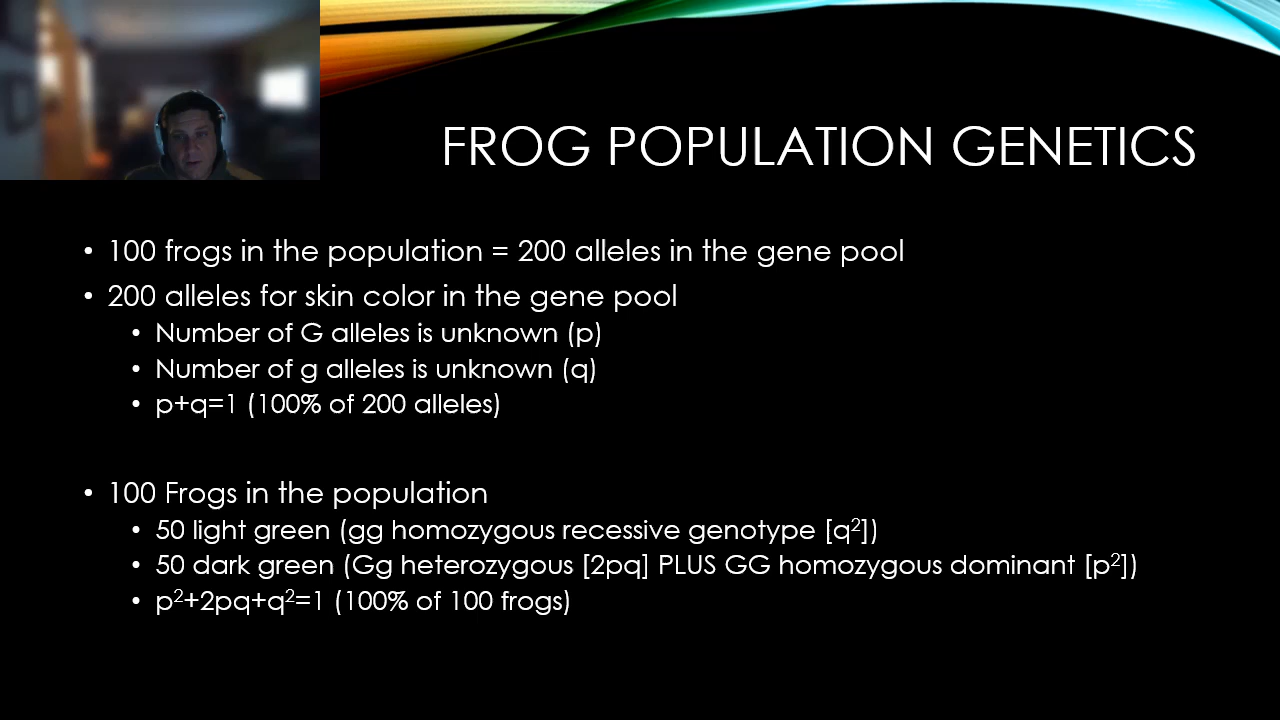 FROG POPULATION GENETICS
• 100 frogs in the population = 200 alleles in the gene pool
• 200 alleles for skin color in the gene pool
• Number of G alleles is unknown (p)
• Number of g alleles is unknown (q)
• p+q=1 (100% of 200 alleles)
• 100 Frogs in the population
• 50 light green (gg homozygous recessive genotype [q²])
• 50 dark green (Gg heterozygous [2pq] PLUS GG homozygous dominant [p²])
• p²+2pq+q²=1 (100% of 100 frogs)